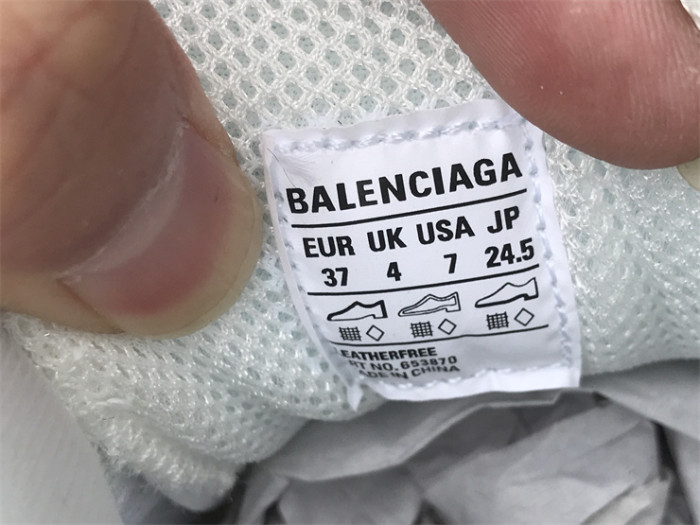 BALENCIAGA
EUR UK USA JP
37 4 7 24.5
EATHERFREE
RT NO. 653870
ADE IN CHINA